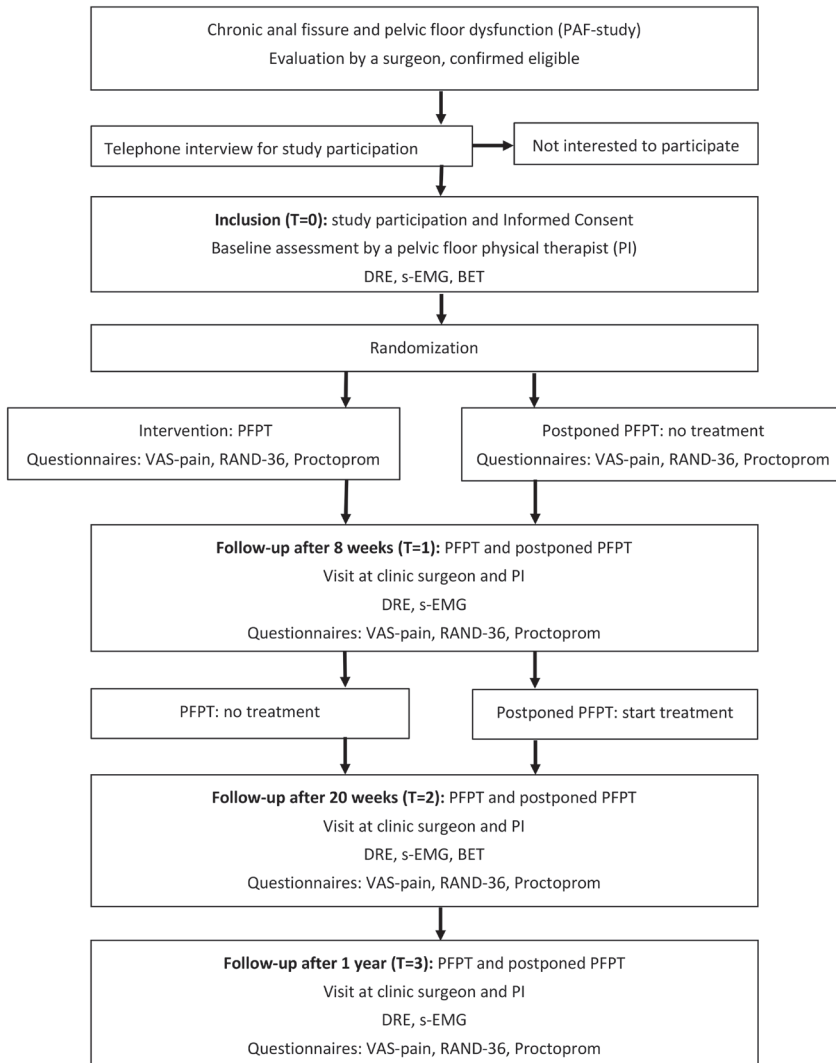 Chronic anal fissure and pelvic floor dysfunction (PAF-study)
Evaluation by a surgeon, confirmed eligible
Telephone interview for study participation
Not interested to participate
Inclusion (T=0): study participation and Informed Consent
Baseline assessment by a pelvic floor physical therapist (PI)
DRE, s-EMG, BET
Randomization
Intervention: PFPT
Questionnaires: VAS-pain, RAND-36, Proctoprom
Postponed PFPT: no treatment
Questionnaires: VAS-pain, RAND-36, Proctoprom
Follow-up after 8 weeks (T=1): PFPT and postponed PFPT
Visit at clinic surgeon and PI
DRE, s-EMG
Questionnaires: VAS-pain, RAND-36, Proctoprom
PFPT: no treatment
Postponed PFPT: start treatment
Follow-up after 20 weeks (T=2): PFPT and postponed PFPT
Visit at clinic surgeon and PI
DRE, s-EMG, BET
Questionnaires: VAS-pain, RAND-36, Proctoprom
Follow-up after 1 year (T=3): PFPT and postponed PFPT
Visit at clinic surgeon and PI
DRE, s-EMG
Questionnaires: VAS-pain, RAND-36, Proctoprom